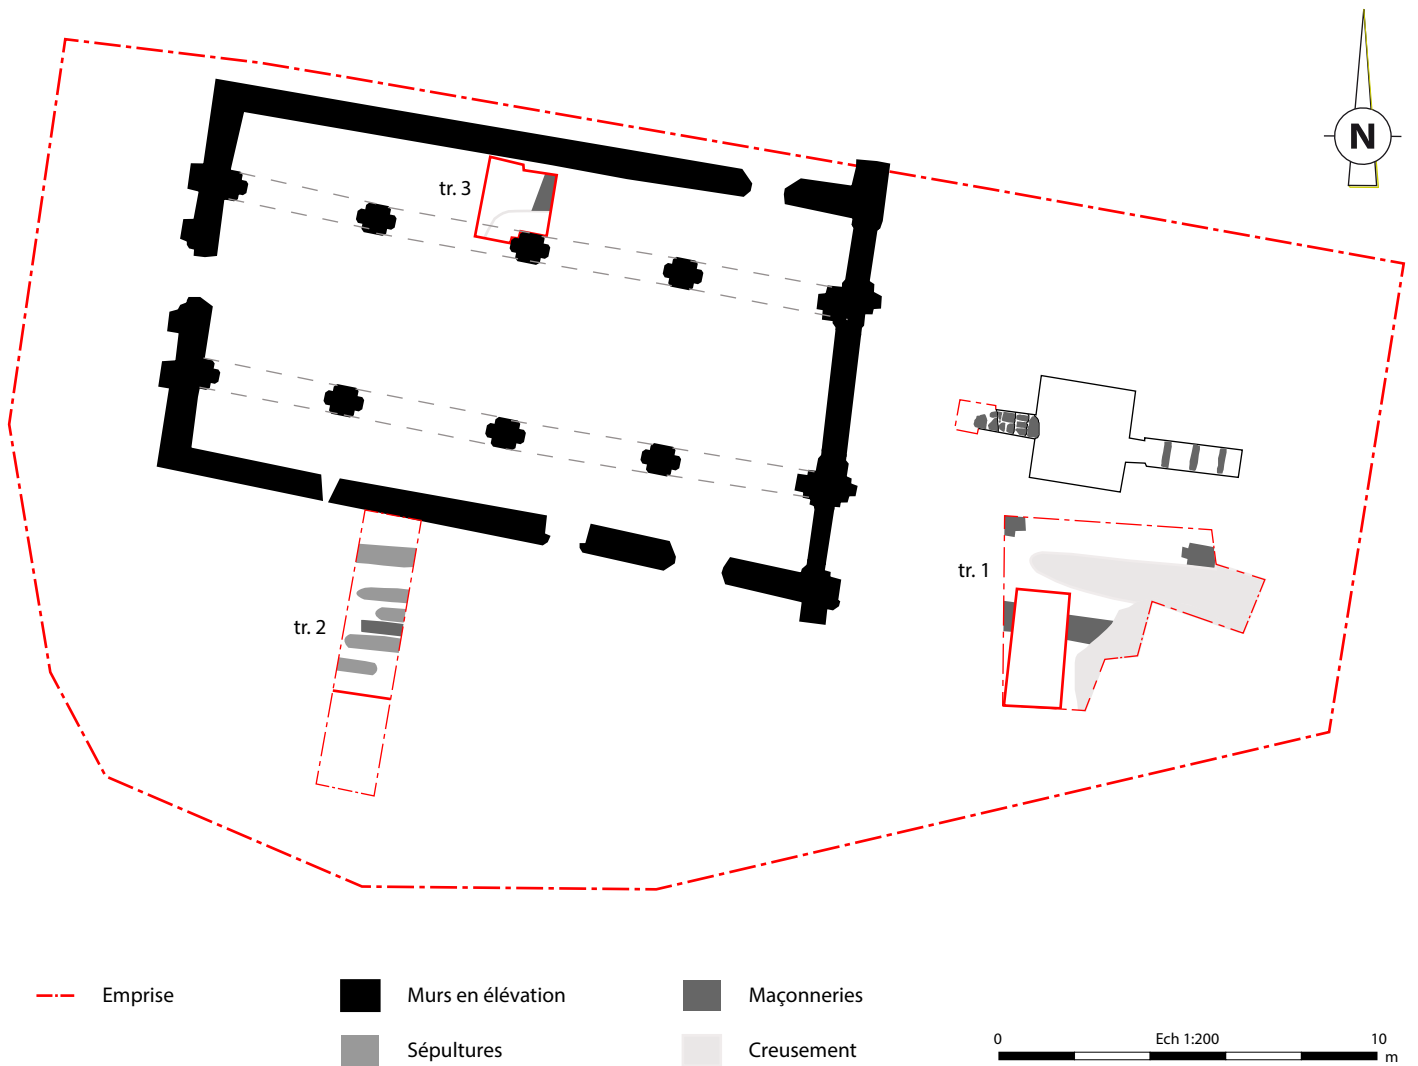 N
tr. 3
tr. 1
tr. 2
Emprise
Murs en élévation
Maçonneries
Sépultures
Creusement
0 Ech 1:200 10
m